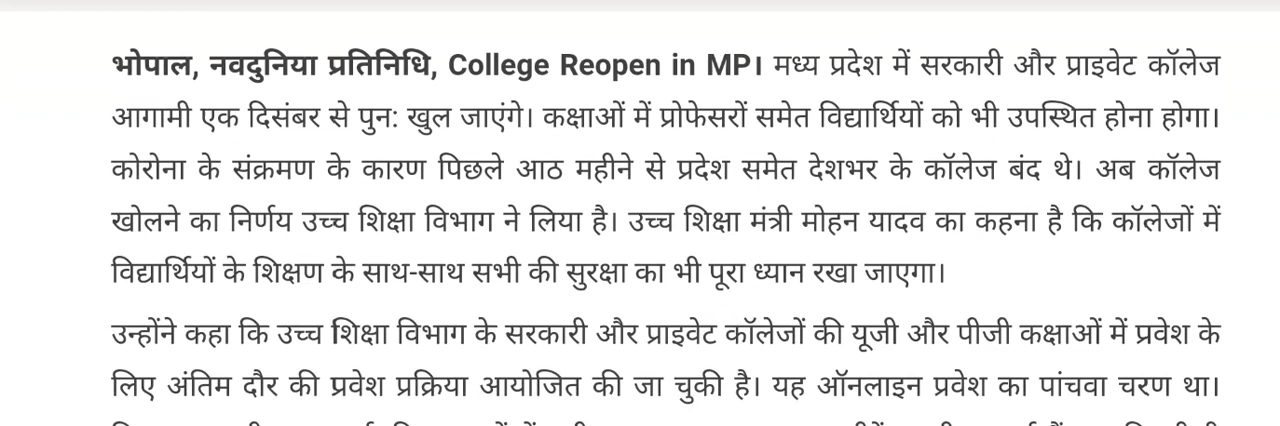 भोपाल, नवदुनिया प्रतिनिधि, College Reopen in MP। मध्य प्रदेश में सरकारी और प्राइवेट कॉलेज
आगामी एक दिसंबर से पुन: खुल जाएंगे। कक्षाओं में प्रोफेसरों समेत विद्यार्थियों को भी उपस्थित होना होगा।
कोरोना के संक्रमण के कारण पिछले आठ महीने से प्रदेश समेत देशभर के कॉलेज बंद थे। अब कॉलेज
खोलने का निर्णय उच्च शिक्षा विभाग ने लिया है। उच्च शिक्षा मंत्री मोहन यादव का कहना है कि कॉलेजों में
विद्यार्थियों के शिक्षण के साथ-साथ सभी की सुरक्षा का भी पूरा ध्यान रखा जाएगा।
उन्होंने कहा कि उच्च शिक्षा विभाग के सरकारी और प्राइवेट कॉलेजों की यूजी और पीजी कक्षाओं में प्रवेश के
लिए अंतिम दौर की प्रवेश प्रक्रिया आयोजित की जा चुकी है। यह ऑनलाइन प्रवेश का पांचवा चरण था।